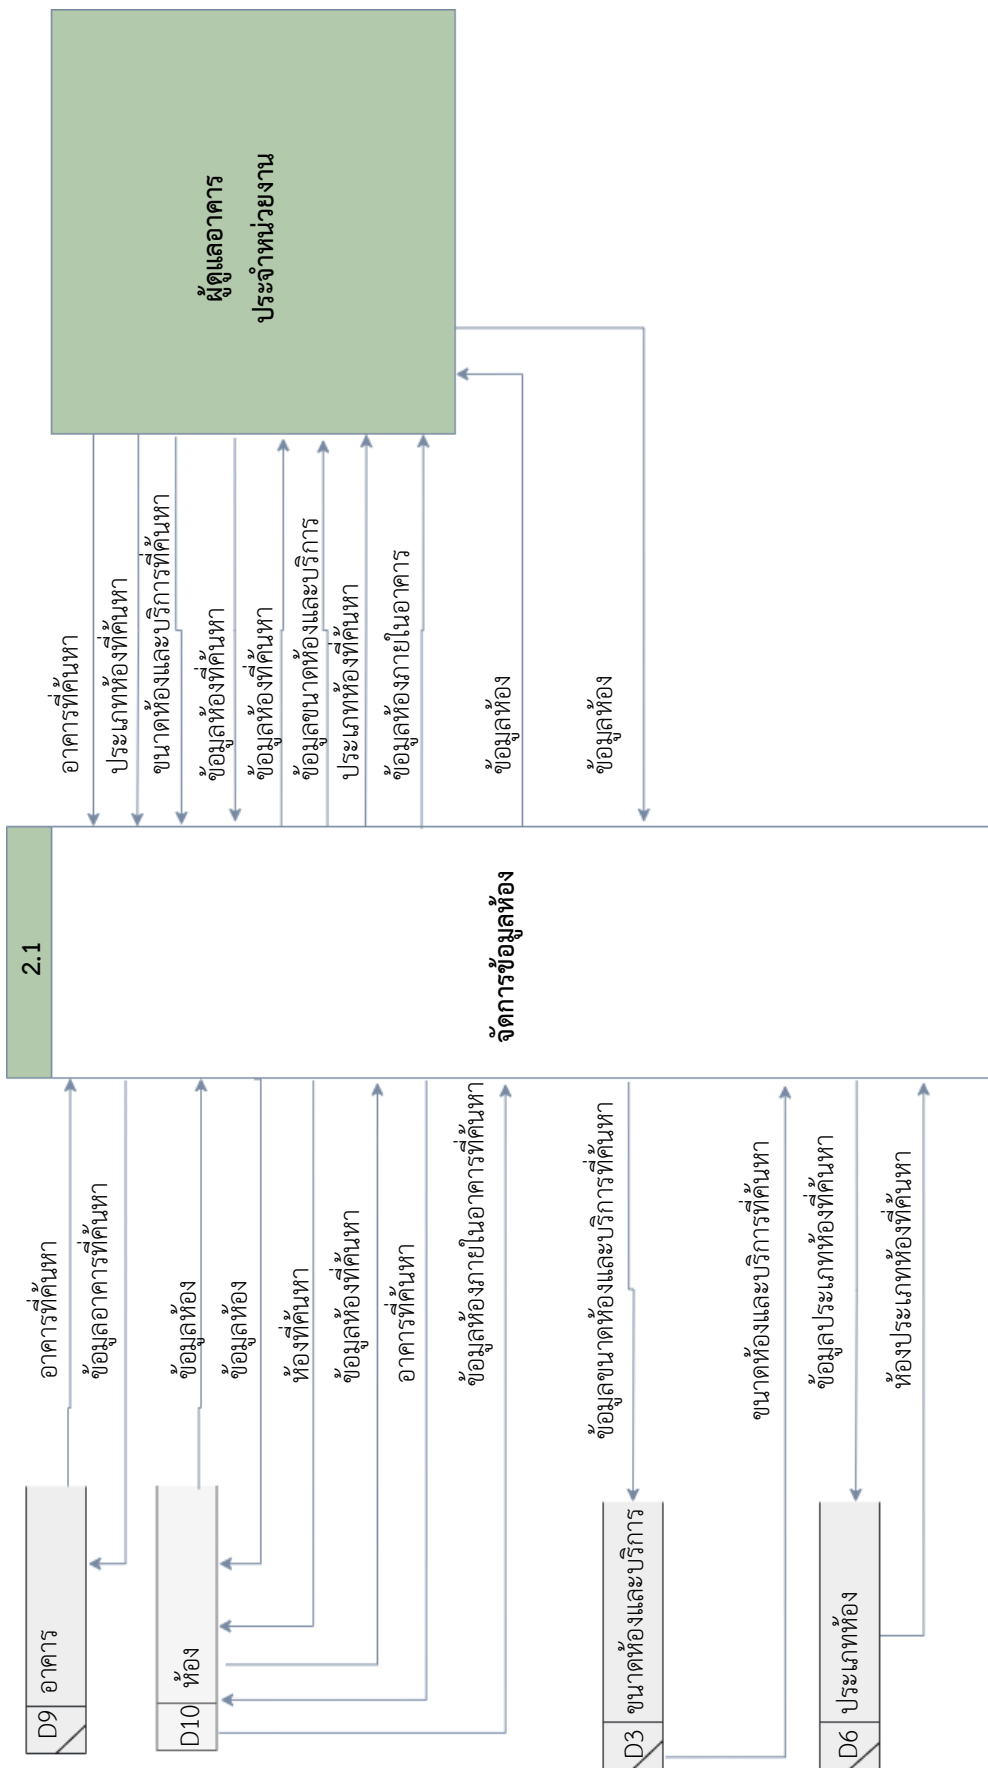 ผู้ดูแลอาคาร
ประจำหน่วยงาน
อาคารที่ค้นหา
ประเภทห้องที่ค้นหา
ขนาดห้องและบริการที่ค้นหา
ข้อมูลห้องที่ค้นหา
ข้อมูลห้องที่ค้นหา
ข้อมูลขนาดห้องและบริการ
ประเภทห้องที่ค้นหา
ข้อมูลห้องภายในอาคาร
ข้อมูลห้อง
ข้อมูลห้อง
2.1
จัดการข้อมูลห้อง
อาคารที่ค้นหา
ข้อมูลอาคารที่ค้นหา
ข้อมูลห้อง
ข้อมูลห้อง
ห้องที่ค้นหา
ข้อมูลห้องที่ค้นหา
อาคารที่ค้นหา
ข้อมูลห้องภายในอาคารที่ค้นหา
ข้อมูลขนาดห้องและบริการที่ค้นหา
ขนาดห้องและบริการที่ค้นหา
ข้อมูลประเภทห้องที่ค้นหา
ห้องประเภทห้องที่ค้นหา
D9 อาคาร
D10 ห้อง
D3 ขนาดห้องและบริการ
D6 ประเภทห้อง